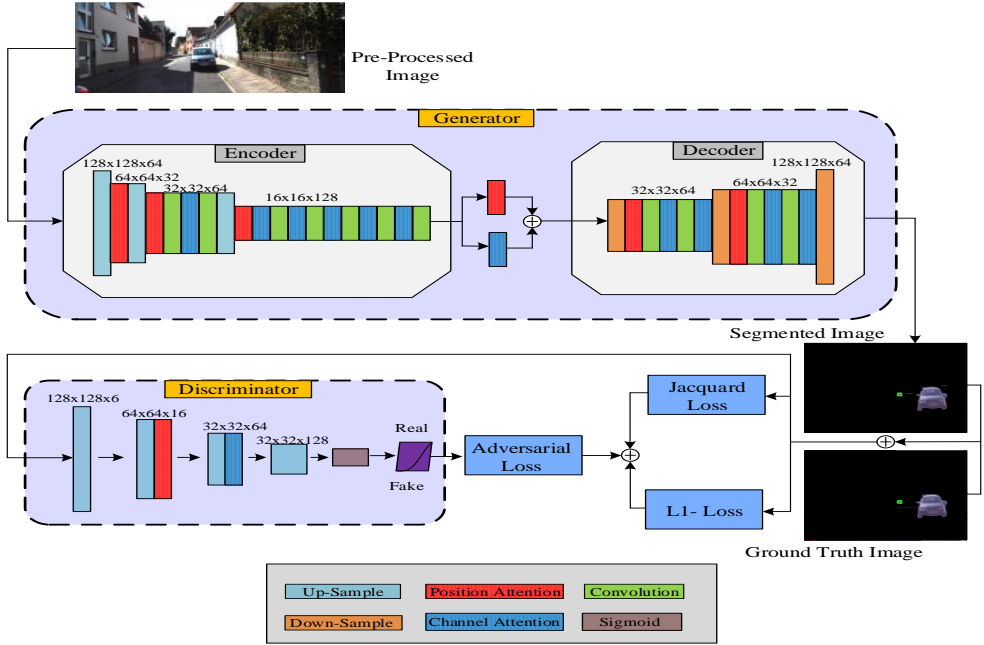 Pre-Processed
Image
Generator
Encoder
Decoder
128x128x64
64x64x32
32x32x64
16x16x128
32x32x64
64x64x32
128x128x64
Segmented Image
Discriminator
128x128x6
64x64x16
32x32x64
32x32x128
Real
Fake
Adversarial
Loss
Jacquard
Loss
L1- Loss
Ground Truth Image
Up-Sample
Position Attention
Convolution
Down-Sample
Channel Attention
Sigmoid